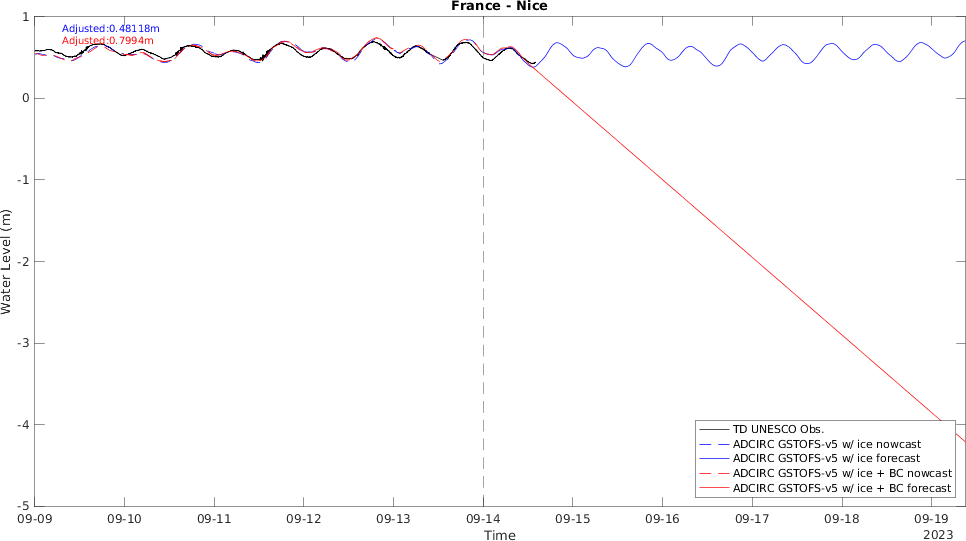 France - Nice
Adjusted:0.48118m
Adjusted:0.7994m
Water Level (m)
1
0
-1
-2
-3
-4
-5
TD UNESCO Obs.
ADCIRC GSTOFS-v5 w/ ice nowcast
ADCIRC GSTOFS-v5 w/ ice forecast
ADCIRC GSTOFS-v5 w/ ice + BC nowcast
ADCIRC GSTOFS-v5 w/ ice + BC forecast
09-09 09-10 09-11 09-12 09-13 09-14 09-15 09-16 09-17 09-18 09-19
Time
2023